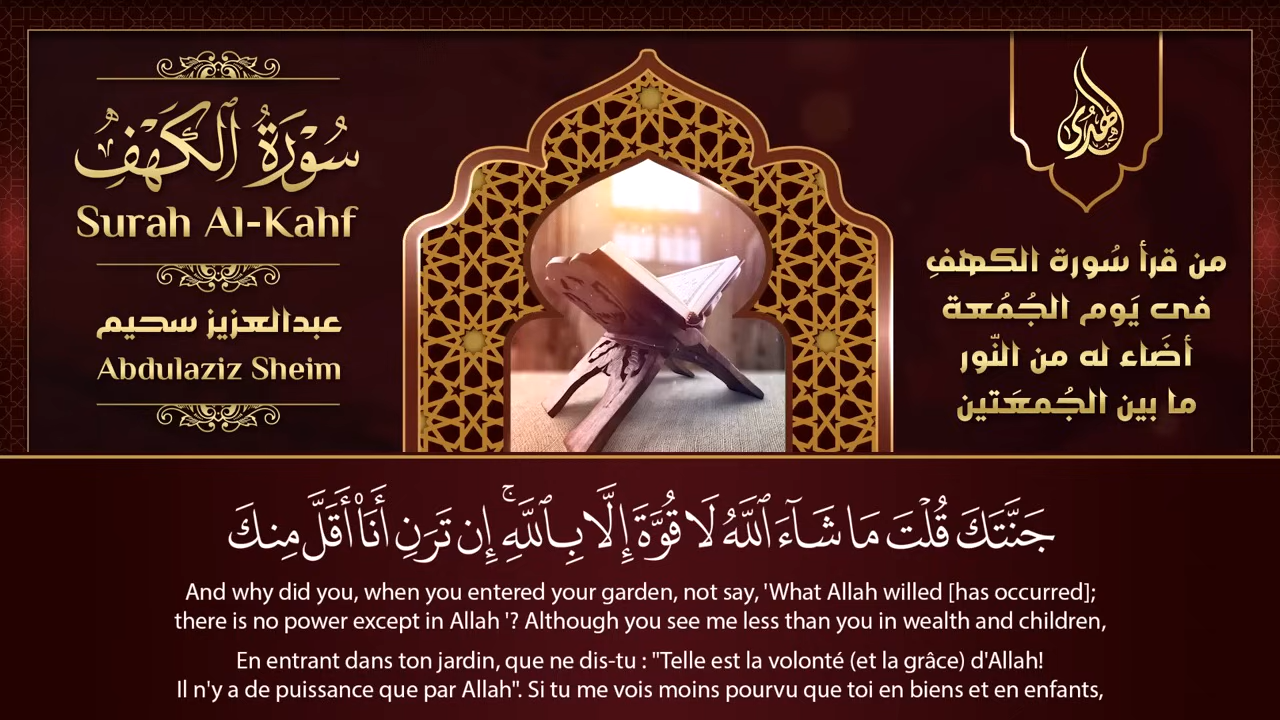 سُورَةُ ٱلْكَهْفِ
Surah Al-Kahf
عبدالعزيز سحيم
Abdulaziz Sheim
الهدى
من قرأ سُورة الكهفِ
في يَوم الجُمُعة
أضَاء له من النّور
ما بين الجُمعَتين
جَنَّتَكَ قُلْتَ مَا شَآءَ ٱللَّهُ لَا قُوَّةَ إِلَّا بِٱللَّهِۚ إِن تَرَنِ أَنَا۠ أَقَلَّ مِنكَ
And why did you, when you entered your garden, not say, 'What Allah willed [has occurred];
there is no power except in Allah '? Although you see me less than you in wealth and children,
En entrant dans ton jardin, que ne dis-tu : "Telle est la volonté (et la grâce) d'Allah!
Il n'y a de puissance que par Allah". Si tu me vois moins pourvu que toi en biens et en enfants,